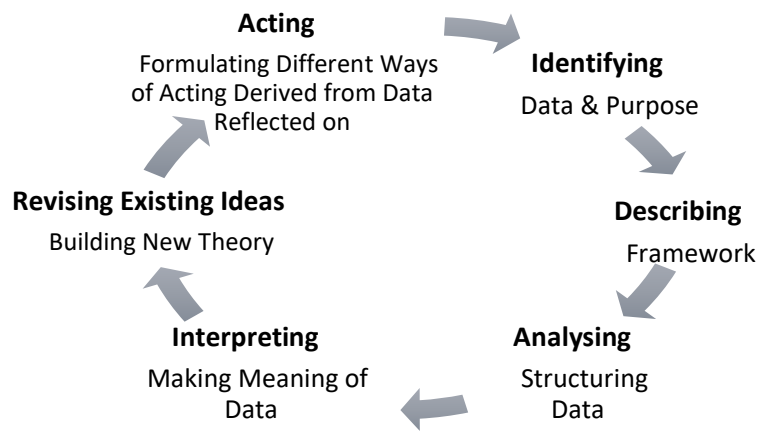 Acting
Formulating Different Ways
of Acting Derived from Data
Reflected on
Identifying
Data & Purpose
Describing
Framework
Analysing
Structuring
Data
Interpreting
Making Meaning of
Data
Revising Existing Ideas
Building New Theory